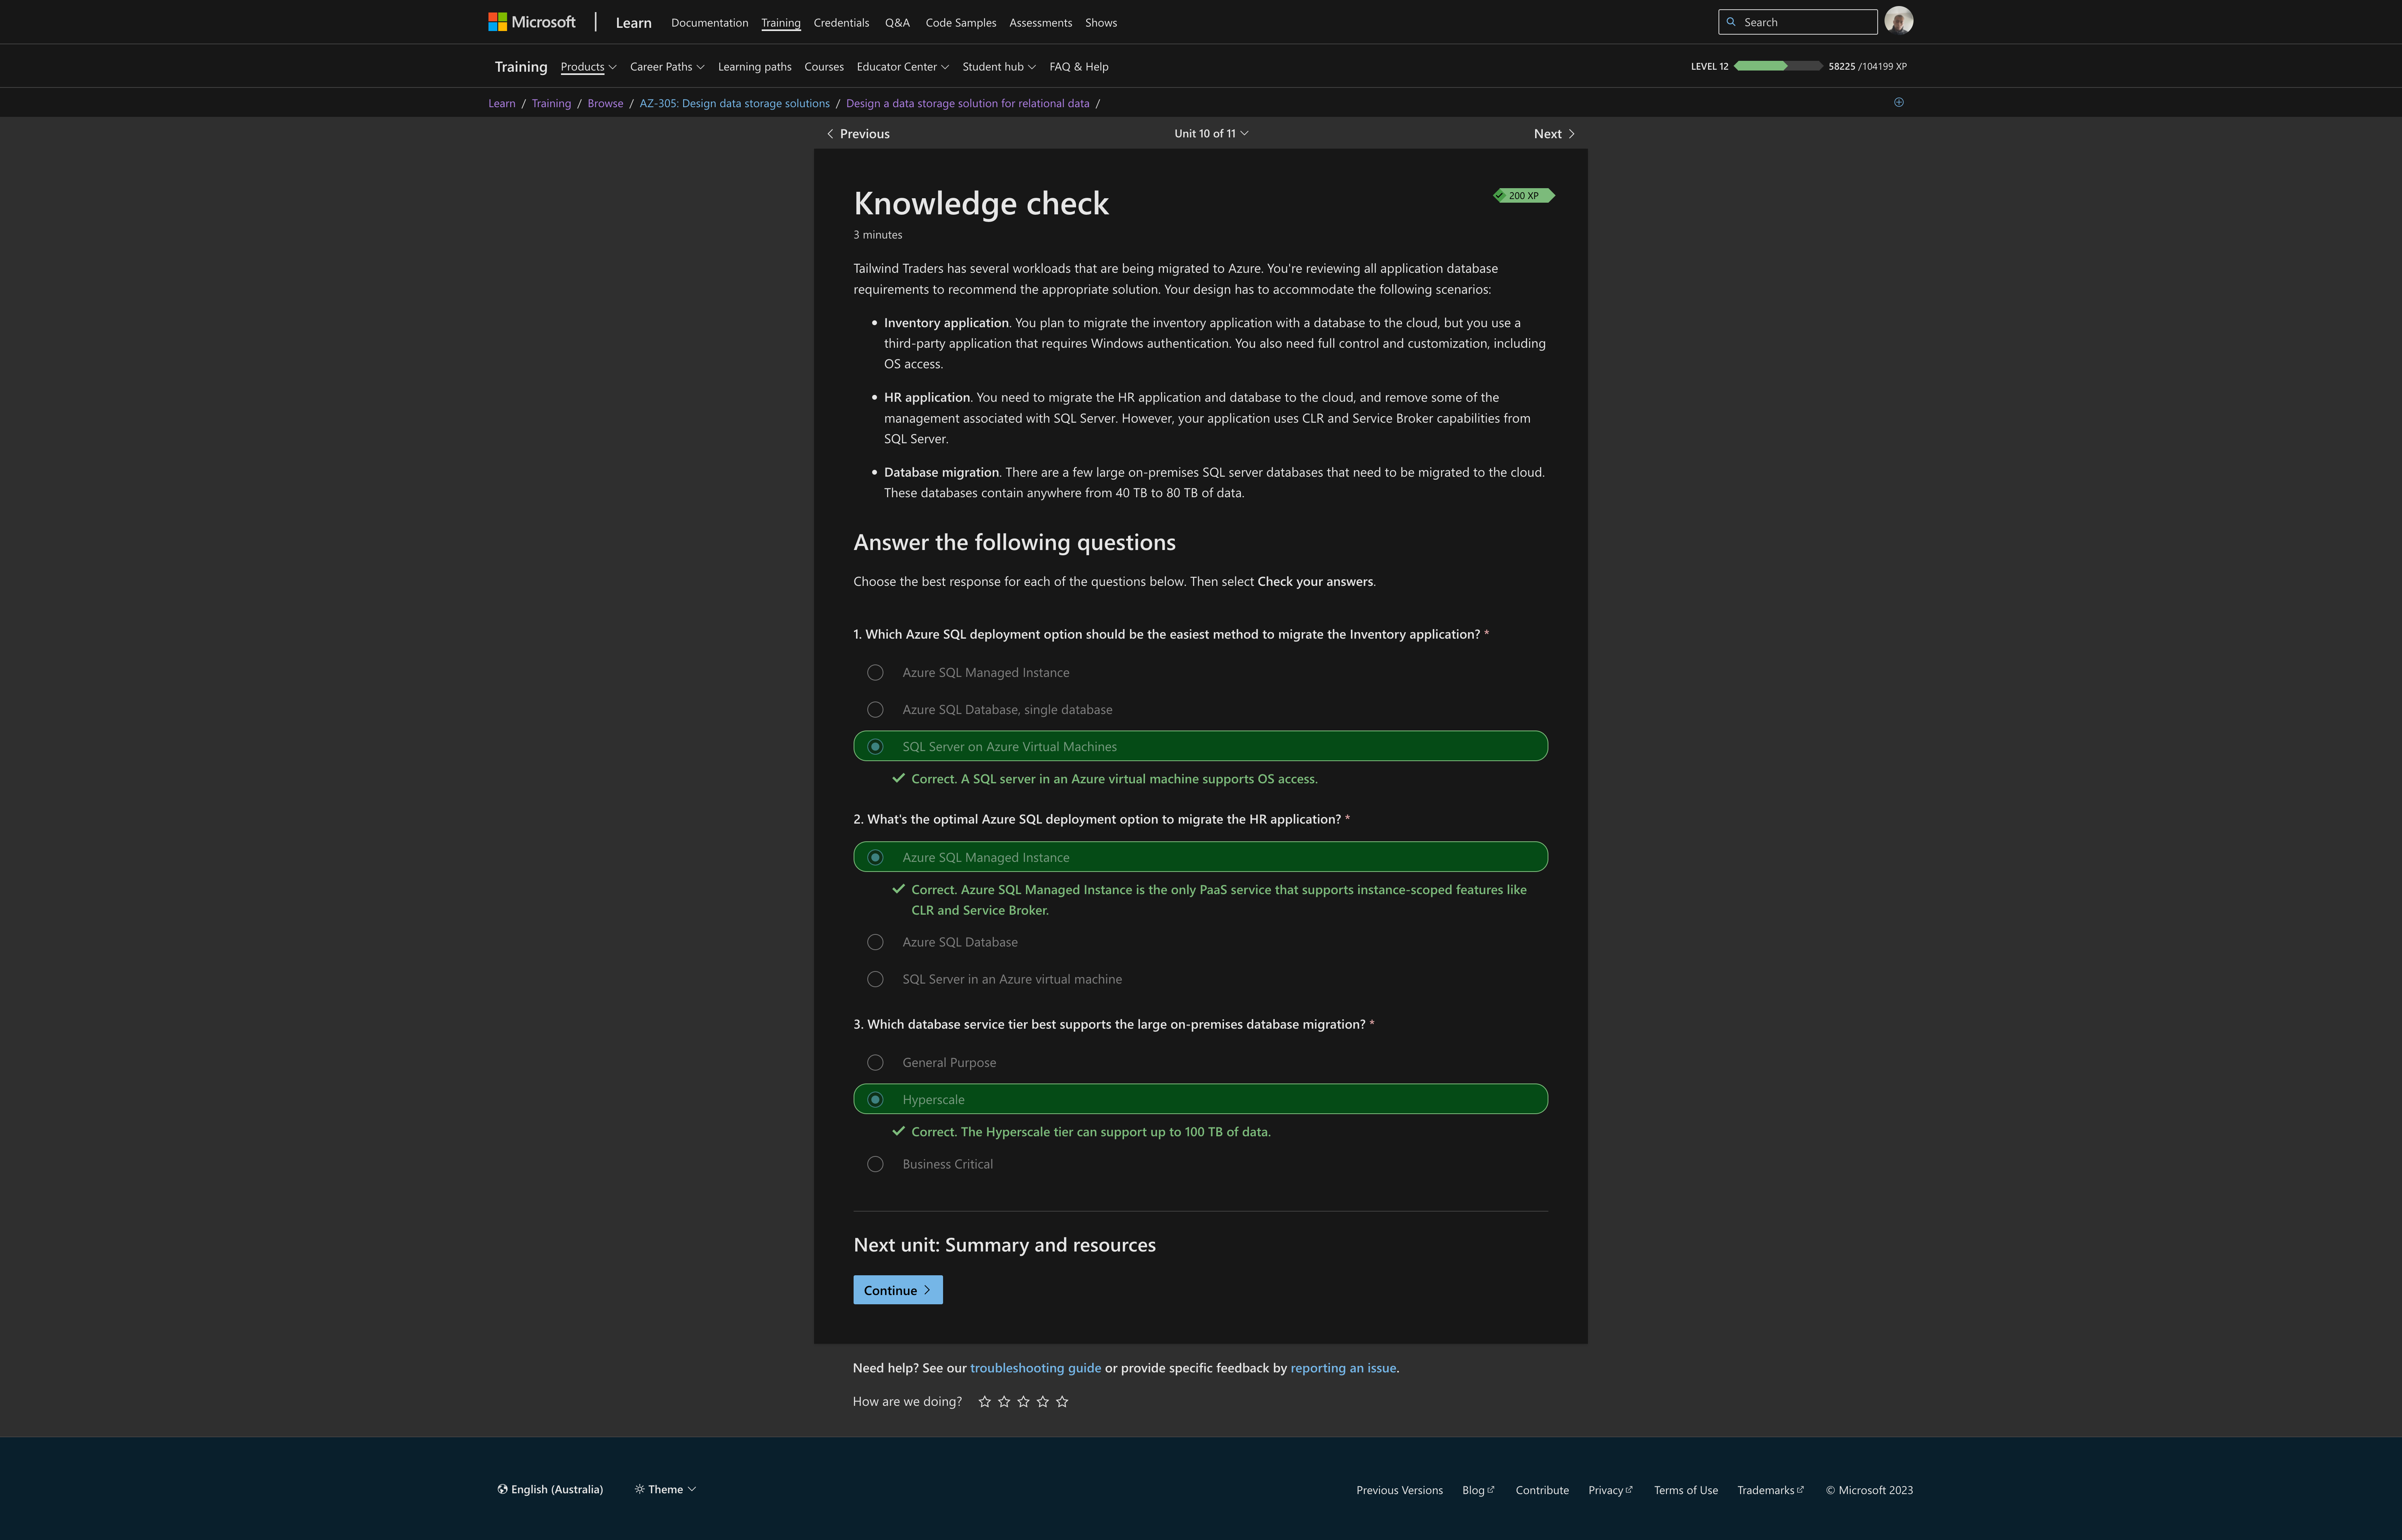 Microsoft
Learn
Documentation
Training
Credentials
Q&A
Code Samples
Assessments
Shows
Search
Training
Products
Career Paths
Learning paths
Courses
Educator Center
Student hub
FAQ & Help
LEVEL 12
58225 /104199 XP
Learn / Training / Browse / AZ-305: Design data storage solutions / Design a data storage solution for relational data /
Previous
Unit 10 of 11
Next
Knowledge check
200 XP
3 minutes
Tailwind Traders has several workloads that are being migrated to Azure. You're reviewing all application database
requirements to recommend the appropriate solution. Your design has to accommodate the following scenarios:
• Inventory application. You plan to migrate the inventory application with a database to the cloud, but you use a
third-party application that requires Windows authentication. You also need full control and customization, including
OS access.
• HR application. You need to migrate the HR application and database to the cloud, and remove some of the
management associated with SQL Server. However, your application uses CLR and Service Broker capabilities from
SQL Server.
• Database migration. There are a few large on-premises SQL server databases that need to be migrated to the cloud.
These databases contain anywhere from 40 TB to 80 TB of data.
Answer the following questions
Choose the best response for each of the questions below. Then select Check your answers.
1. Which Azure SQL deployment option should be the easiest method to migrate the Inventory application? *
Azure SQL Managed Instance
Azure SQL Database, single database
SQL Server on Azure Virtual Machines
Correct. A SQL server in an Azure virtual machine supports OS access.
2. What's the optimal Azure SQL deployment option to migrate the HR application? *
Azure SQL Managed Instance
Correct. Azure SQL Managed Instance is the only PaaS service that supports instance-scoped features like
CLR and Service Broker.
Azure SQL Database
SQL Server in an Azure virtual machine
3. Which database service tier best supports the large on-premises database migration? *
General Purpose
Hyperscale
Correct. The Hyperscale tier can support up to 100 TB of data.
Business Critical
Next unit: Summary and resources
Continue
Need help? See our troubleshooting guide or provide specific feedback by reporting an issue.
How are we doing?
English (Australia)
Theme
Previous Versions
Blog
Contribute
Privacy
Terms of Use
Trademarks
© Microsoft 2023